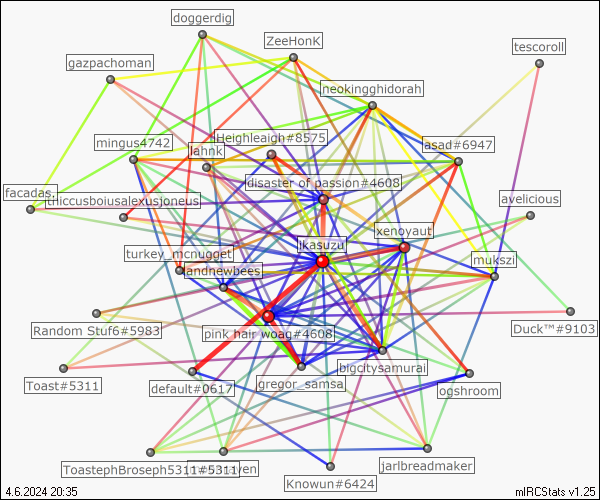 doggerdig
ZeeHonK
tescoroll
gazpachoman
neokingghidorah
mingus4742
Heighleaigh#8575
asad#6947
lahnk
disaster of passion#4608
facadas.
thiccusboiusalexusjoneus
avelicious
ikasuzu
xenoyaut
turkey_mcnugget
mukszi
andnewbees
Random Stuf6#5983
pink hair woag#4608
Duck™#9103
bigcitysamurai
Toast#5311
default#0617
gregor_samsa
ogshroom
ToastephBroseph5311#5311
jarlbreadmaker
Knowun#6424
4.6.2024 20:35
mIRCStats v1.25